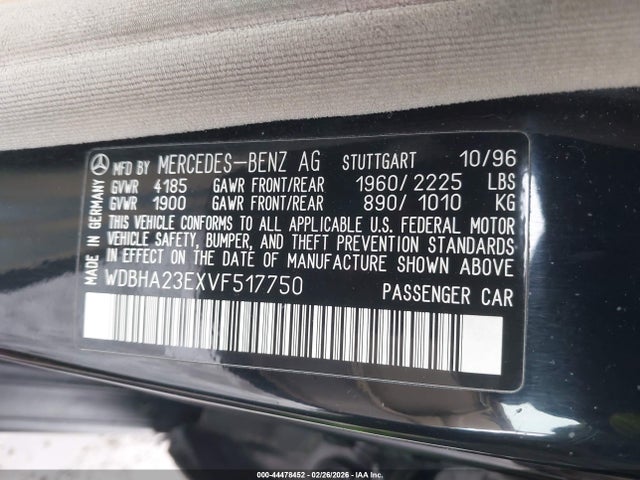 MFD BY MERCEDES-BENZ AG STUTTGART 10/96
GVWR 4185 GAWR FRONT/REAR 1960/2225 LBS
GVWR 1900 GAWR FRONT/REAR 890/1010 KG
THIS VEHICLE CONFORMS TO ALL APPLICABLE U.S. FEDERAL MOTOR
VEHICLE SAFETY, BUMPER, AND THEFT PREVENTION STANDARDS
IN EFFECT ON THE DATE OF MANUFACTURE SHOWN ABOVE
WDBHA23EXVF517750 PASSENGER CAR
MADE IN GERMANY
000-44478452 - 02/26/2026 - IAA Inc.